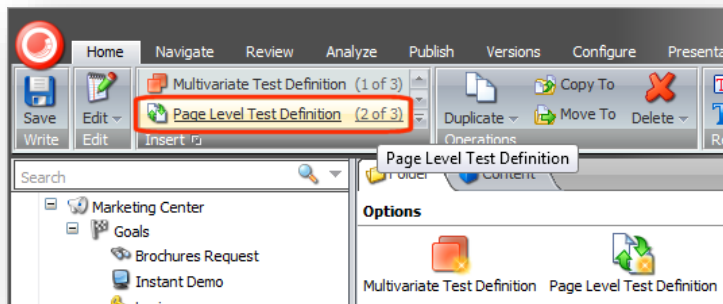 Home Navigate Review Analyze Publish Versions Configure
Multivariate Test Definition (1 of 3) Copy To
Save Edit Page Level Test Definition (2 of 3) Duplicate Move To Delete
Write Edit Insert Operations
Page Level Test Definition
Search Folder Content
Marketing Center Options
Goals
Brochures Request
Instant Demo Multivariate Test Definition Page Level Test Definition